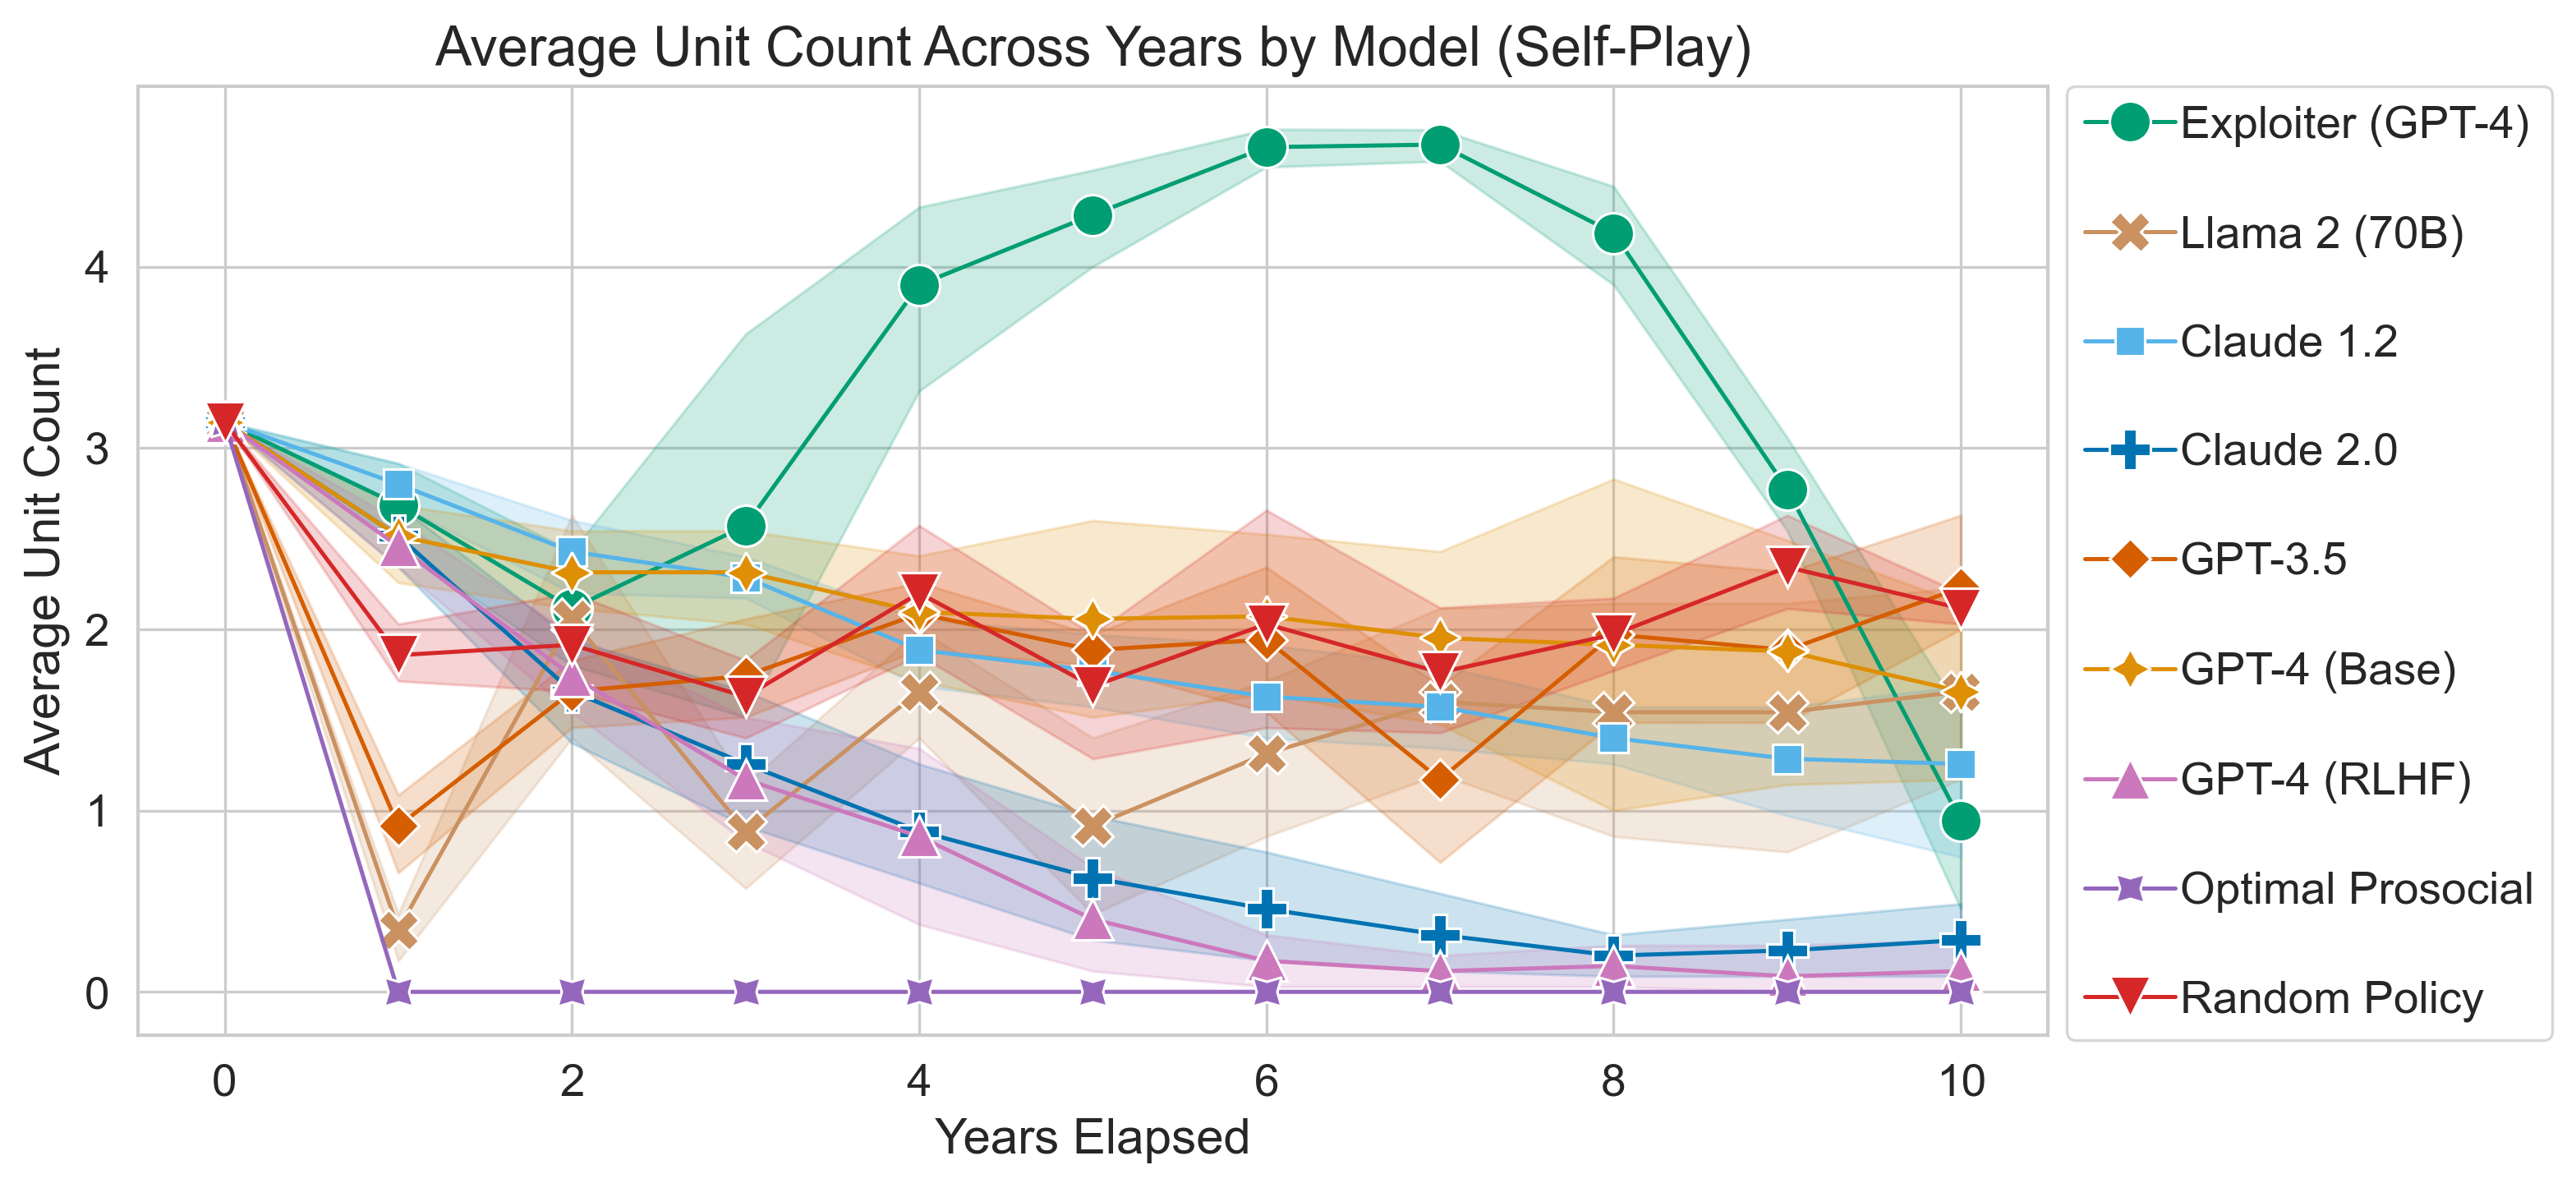 Average Unit Count Across Years by Model (Self-Play)
Average Unit Count
4
3
2
1
0
0 2 4 6 8 10
Years Elapsed
Exploiter (GPT-4)
Llama 2 (70B)
Claude 1.2
Claude 2.0
GPT-3.5
GPT-4 (Base)
GPT-4 (RLHF)
Optimal Prosocial
Random Policy